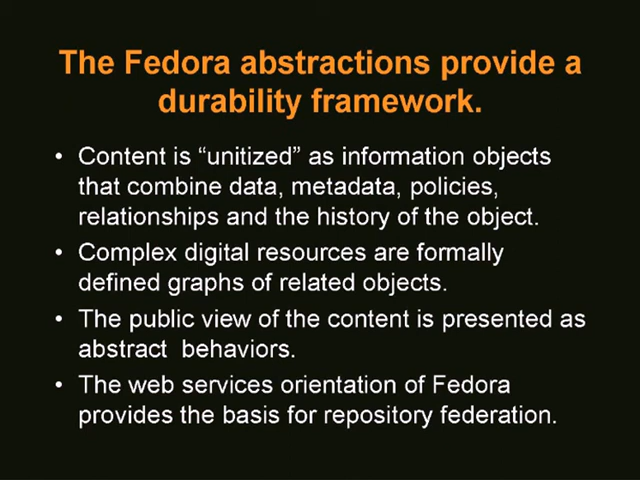 The Fedora abstractions provide a
durability framework.
• Content is “unitized” as information objects
that combine data, metadata, policies,
relationships and the history of the object.
• Complex digital resources are formally
defined graphs of related objects.
• The public view of the content is presented as
abstract  behaviors.
• The web services orientation of Fedora
provides the basis for repository federation.